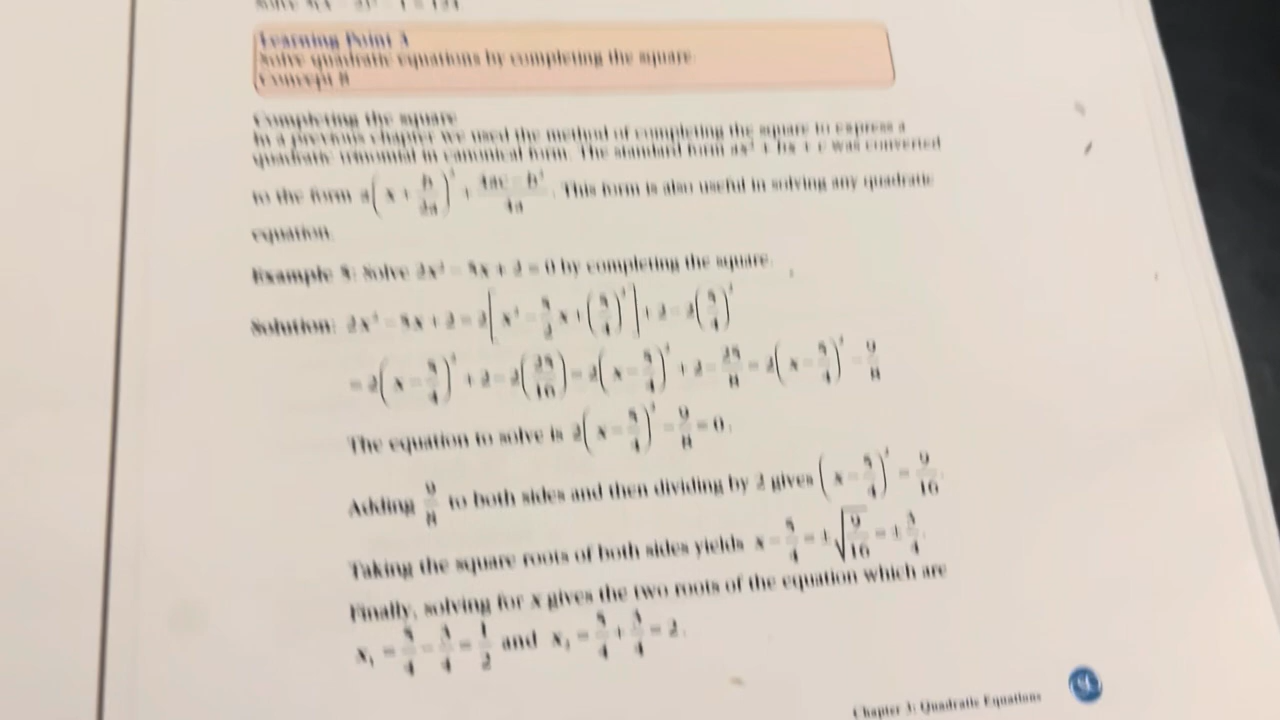 Learning Point 3
Solve quadratic equations by completing the square.
Concept 8
Completing the square
In a previous chapter we used the method of completing the square to express a
quadratic trinomial in canonical form. The standard form ax² + bx + c was converted
to the form a(x + b/2a)² + (4ac − b²)/4a. This form is also useful in solving any quadratic
equation.
Example 5: Solve 2x² − 5x + 2 = 0 by completing the square.
Solution: 2x² − 5x + 2 = 2[x² − 5/2 x + (5/4)²] + 2 − 2(5/4)²
= 2(x − 5/4)² + 2 − 2(25/16) = 2(x − 5/4)² + 2 − 25/8 = 2(x − 5/4)² − 9/8
The equation to solve is 2(x − 5/4)² − 9/8 = 0.
Adding 9/8 to both sides and then dividing by 2 gives (x − 5/4)² = 9/16.
Taking the square roots of both sides yields x − 5/4 = ±√(9/16) = ± 3/4.
Finally, solving for x gives the two roots of the equation which are
x₁ = 5/4 − 3/4 = 1/2 and x₂ = 5/4 + 3/4 = 2.
Chapter 3: Quadratic Equations